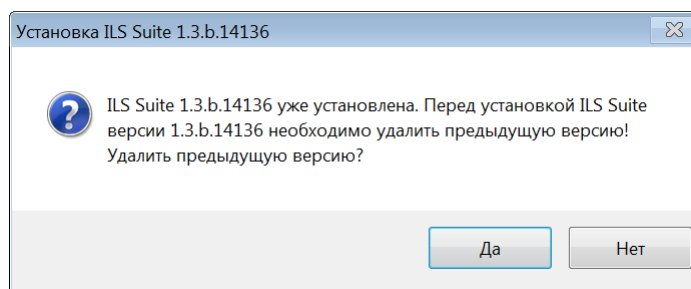 Установка ILS Suite 1.3.b.14136
ILS Suite 1.3.b.14136 уже установлена. Перед установкой ILS Suite
версии 1.3.b.14136 необходимо удалить предыдущую версию!
Удалить предыдущую версию?
Да
Нет